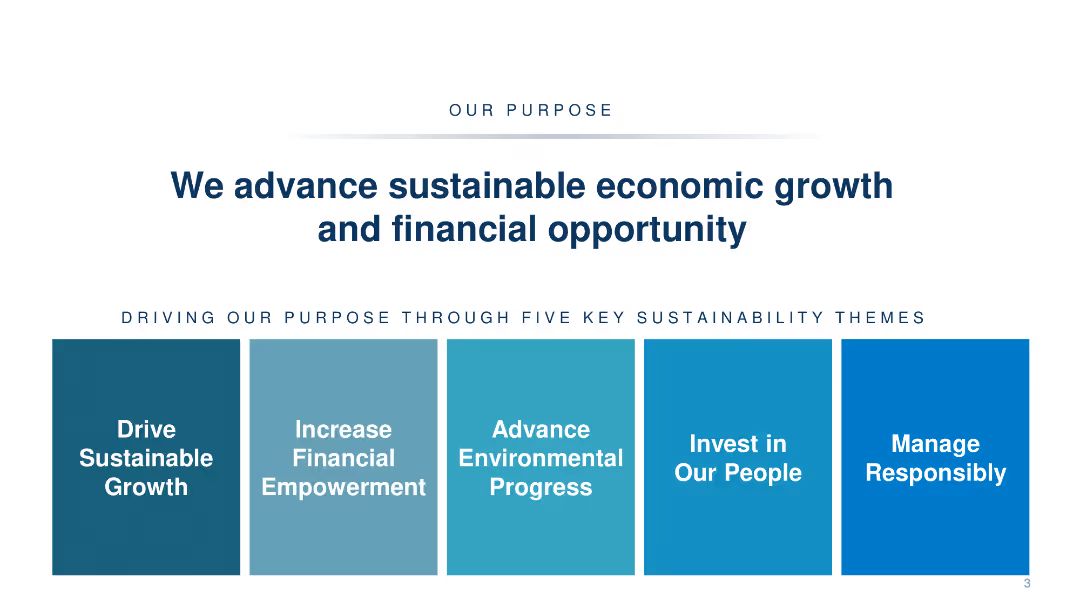 OUR PURPOSE
We advance sustainable economic growth
and financial opportunity
DRIVING OUR PURPOSE THROUGH FIVE KEY SUSTAINABILITY THEMES
Drive
Sustainable
Growth
Increase
Financial
Empowerment
Advance
Environmental
Progress
Invest in
Our People
Manage
Responsibly
3